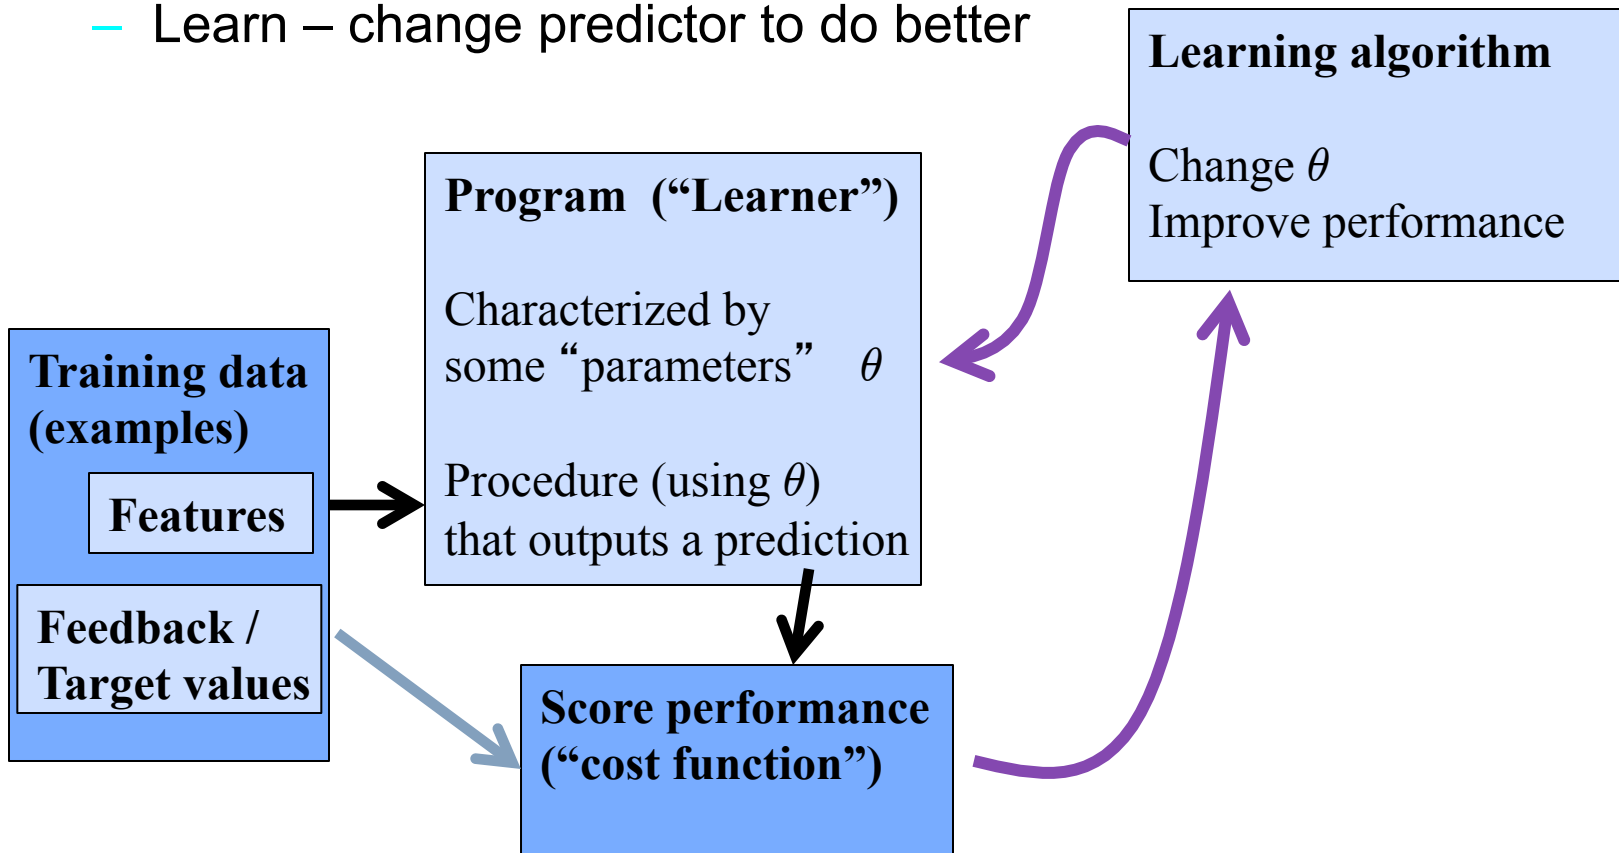 – Learn – change predictor to do better
Learning algorithm
Change θ
Improve performance
Program (“Learner”)
Characterized by
some “parameters” θ
Procedure (using θ)
that outputs a prediction
Training data
(examples)
Features
Feedback /
Target values
Score performance
(“cost function”)